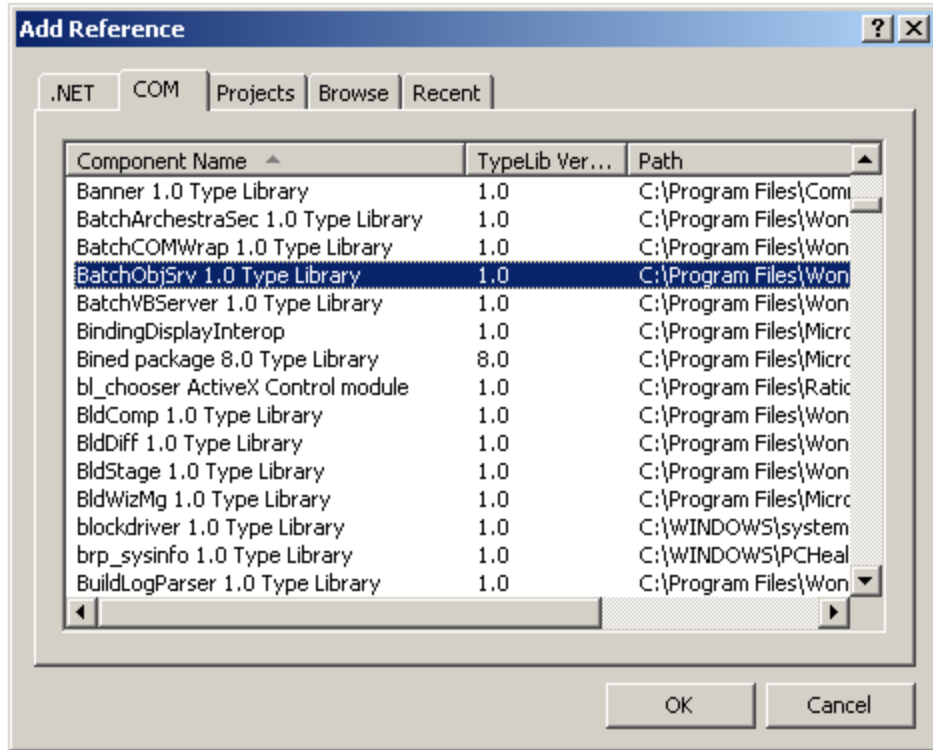 Add Reference
.NET COM Projects Browse Recent
Component Name TypeLib Ver... Path
Banner 1.0 Type Library 1.0 C:\Program Files\Com
BatchArchestraSec 1.0 Type Library 1.0 C:\Program Files\Won
BatchCOMWrap 1.0 Type Library 1.0 C:\Program Files\Won
BatchObjSrv 1.0 Type Library 1.0 C:\Program Files\Won
BatchVBServer 1.0 Type Library 1.0 C:\Program Files\Won
BindingDisplayInterop 1.0 C:\Program Files\Micro
Bined package 8.0 Type Library 8.0 C:\Program Files\Micro
bl_chooser ActiveX Control module 1.0 C:\Program Files\Ratio
BldComp 1.0 Type Library 1.0 C:\Program Files\Won
BldDiff 1.0 Type Library 1.0 C:\Program Files\Won
BldStage 1.0 Type Library 1.0 C:\Program Files\Won
BldWizMg 1.0 Type Library 1.0 C:\Program Files\Micro
blockdriver 1.0 Type Library 1.0 C:\WINDOWS\system
brp_sysinfo 1.0 Type Library 1.0 C:\WINDOWS\PCHeal
BuildLogParser 1.0 Type Library 1.0 C:\Program Files\Won
OK Cancel